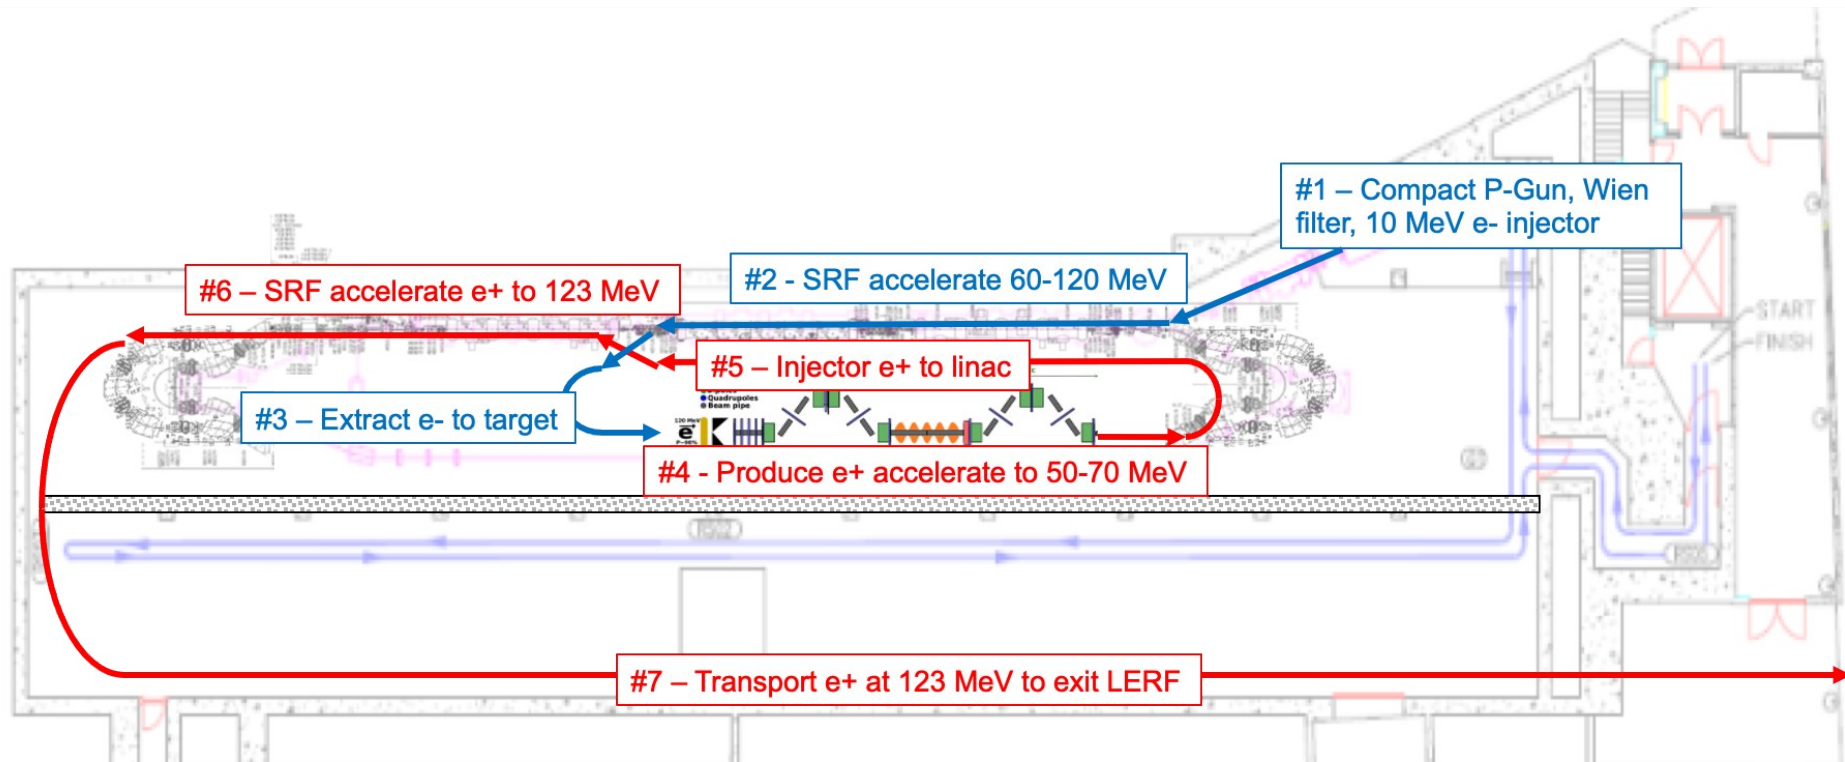 #1 – Compact P-Gun, Wien
filter, 10 MeV e- injector
#2 - SRF accelerate 60-120 MeV
#6 – SRF accelerate e+ to 123 MeV
START
FINISH
#5 – Injector e+ to linac
#3 – Extract e- to target
Quadrupoles
Beam pipe
120 MeV
e-
#4 - Produce e+ accelerate to 50-70 MeV
#7 – Transport e+ at 123 MeV to exit LERF